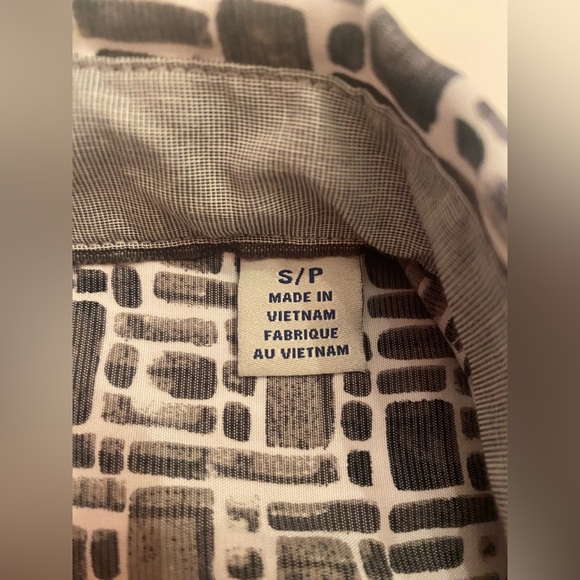 S/P
MADE IN
VIETNAM
FABRIQUE
AU VIETNAM